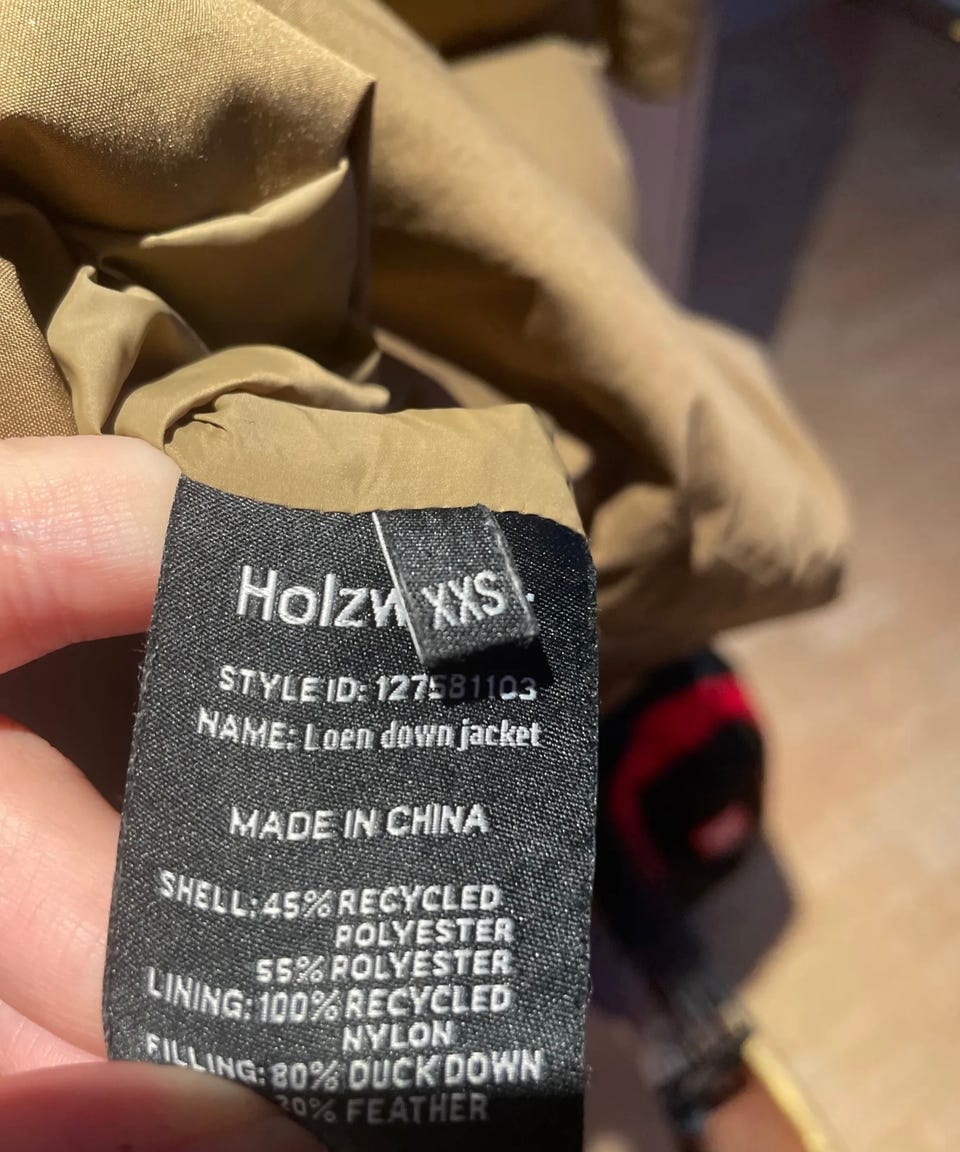 Holzw
XXS
STYLE ID: 127581103
NAME: Loen down jacket
MADE IN CHINA
SHELL: 45% RECYCLED
POLYESTER
55% POLYESTER
LINING: 100% RECYCLED
NYLON
FILLING: 80% DUCK DOWN
20% FEATHER